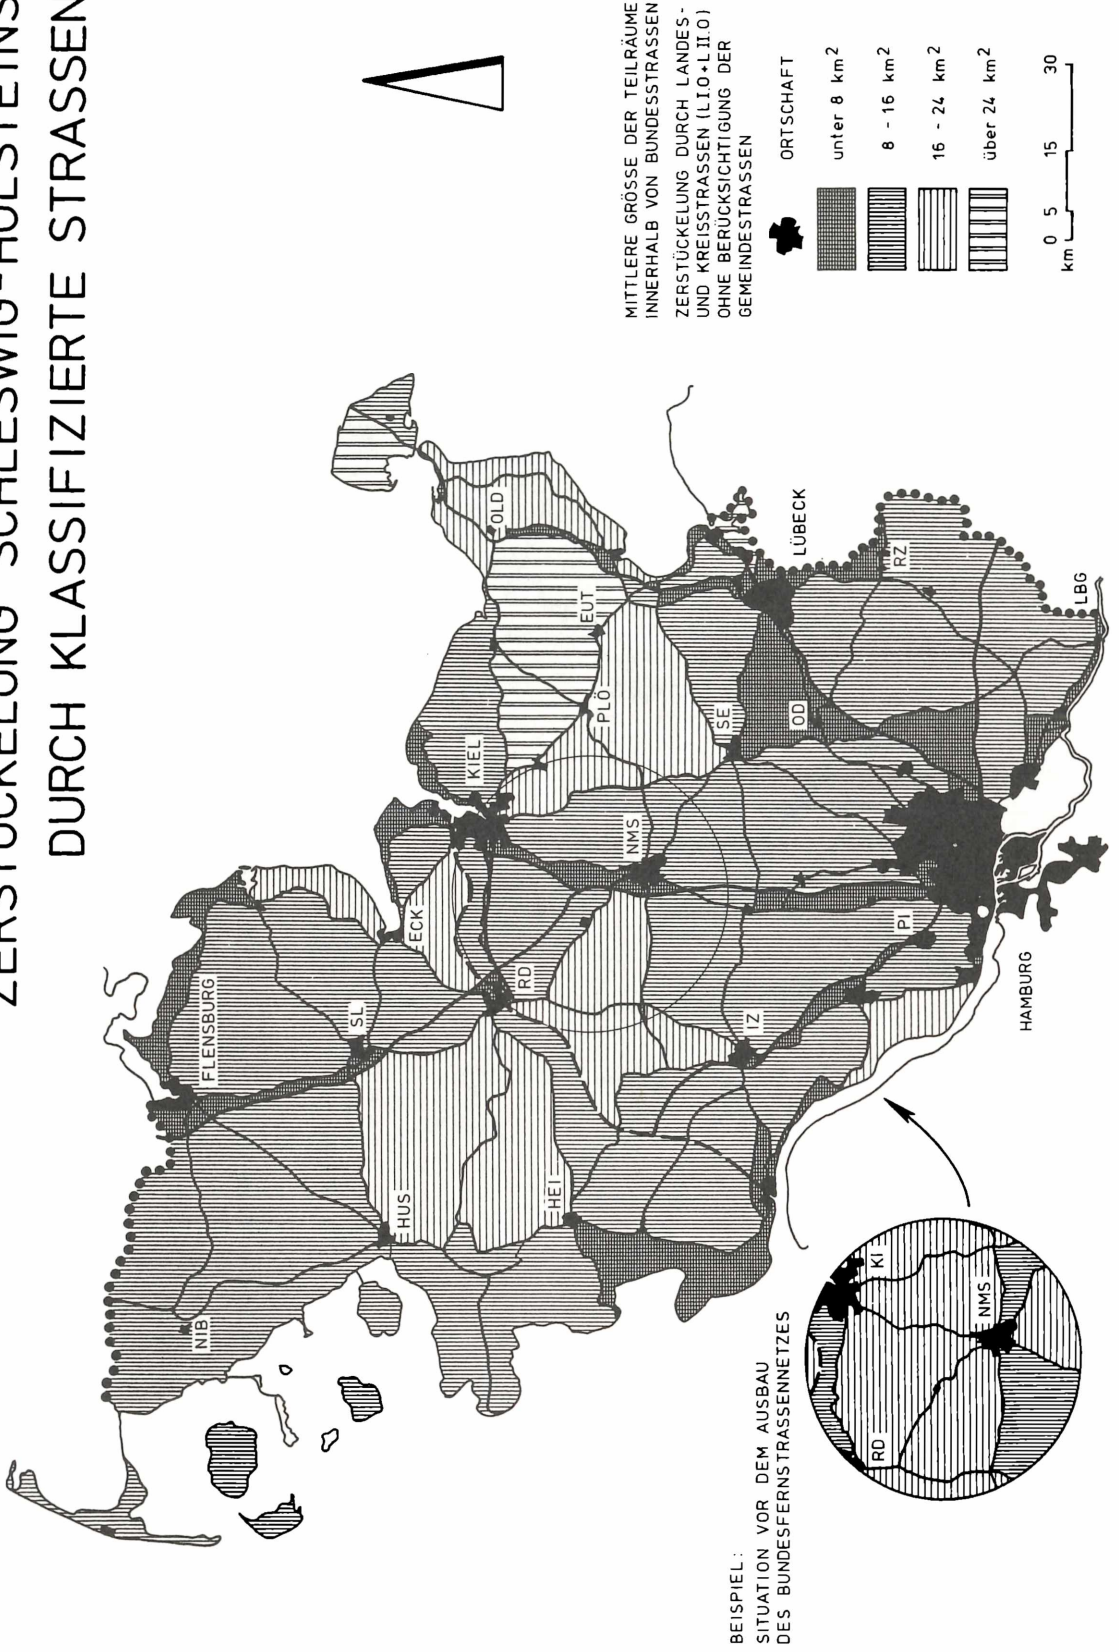 ZERSTÜCKELUNG SCHLESWIG-HOLSTEINS
DURCH KLASSIFIZIERTE STRASSEN
MITTLERE GRÖSSE DER TEILRÄUME
INNERHALB VON BUNDESSTRASSEN
ZERSTÜCKELUNG DURCH LANDES-
UND KREISSTRASSEN (L I.O + L II.O)
OHNE BERÜCKSICHTIGUNG DER
GEMEINDESTRASSEN
ORTSCHAFT
unter 8 km²
8 - 16 km²
16 - 24 km²
über 24 km²
km 0 5 15 30
FLENSBURG
NIB
SL
HUS
ECK
KIEL
RD
HEI
OLD
EUT
PLÖ
NMS
SE
IZ
LÜBECK
OD
RZ
PI
LBG
HAMBURG
BEISPIEL:
SITUATION VOR DEM AUSBAU
DES BUNDESFERNSTRASSENNETZES
RD
KI
NMS